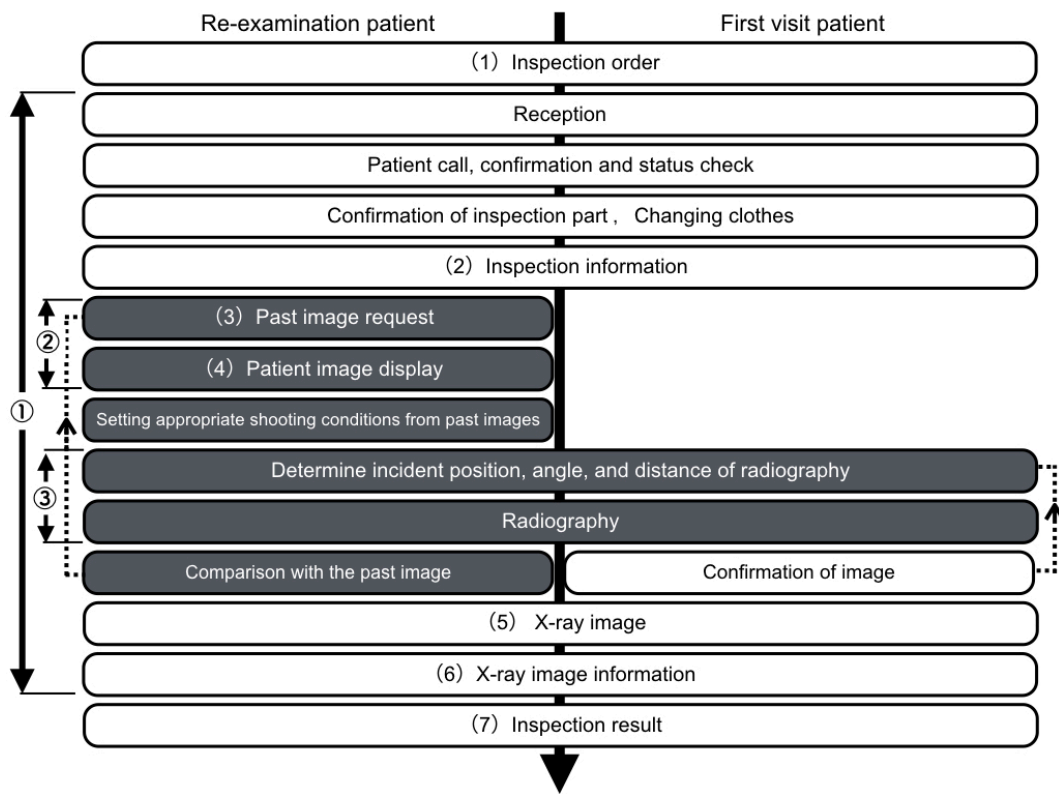 Re-examination patient
First visit patient
（1）Inspection order
Reception
Patient call, confirmation and status check
Confirmation of inspection part， Changing clothes
（2）Inspection information
（3）Past image request
②
（4）Patient image display
①
Setting appropriate shooting conditions from past images
Determine incident position, angle, and distance of radiography
③
Radiography
Comparison with the past image
Confirmation of image
（5） X-ray image
（6）X-ray image information
（7）Inspection result